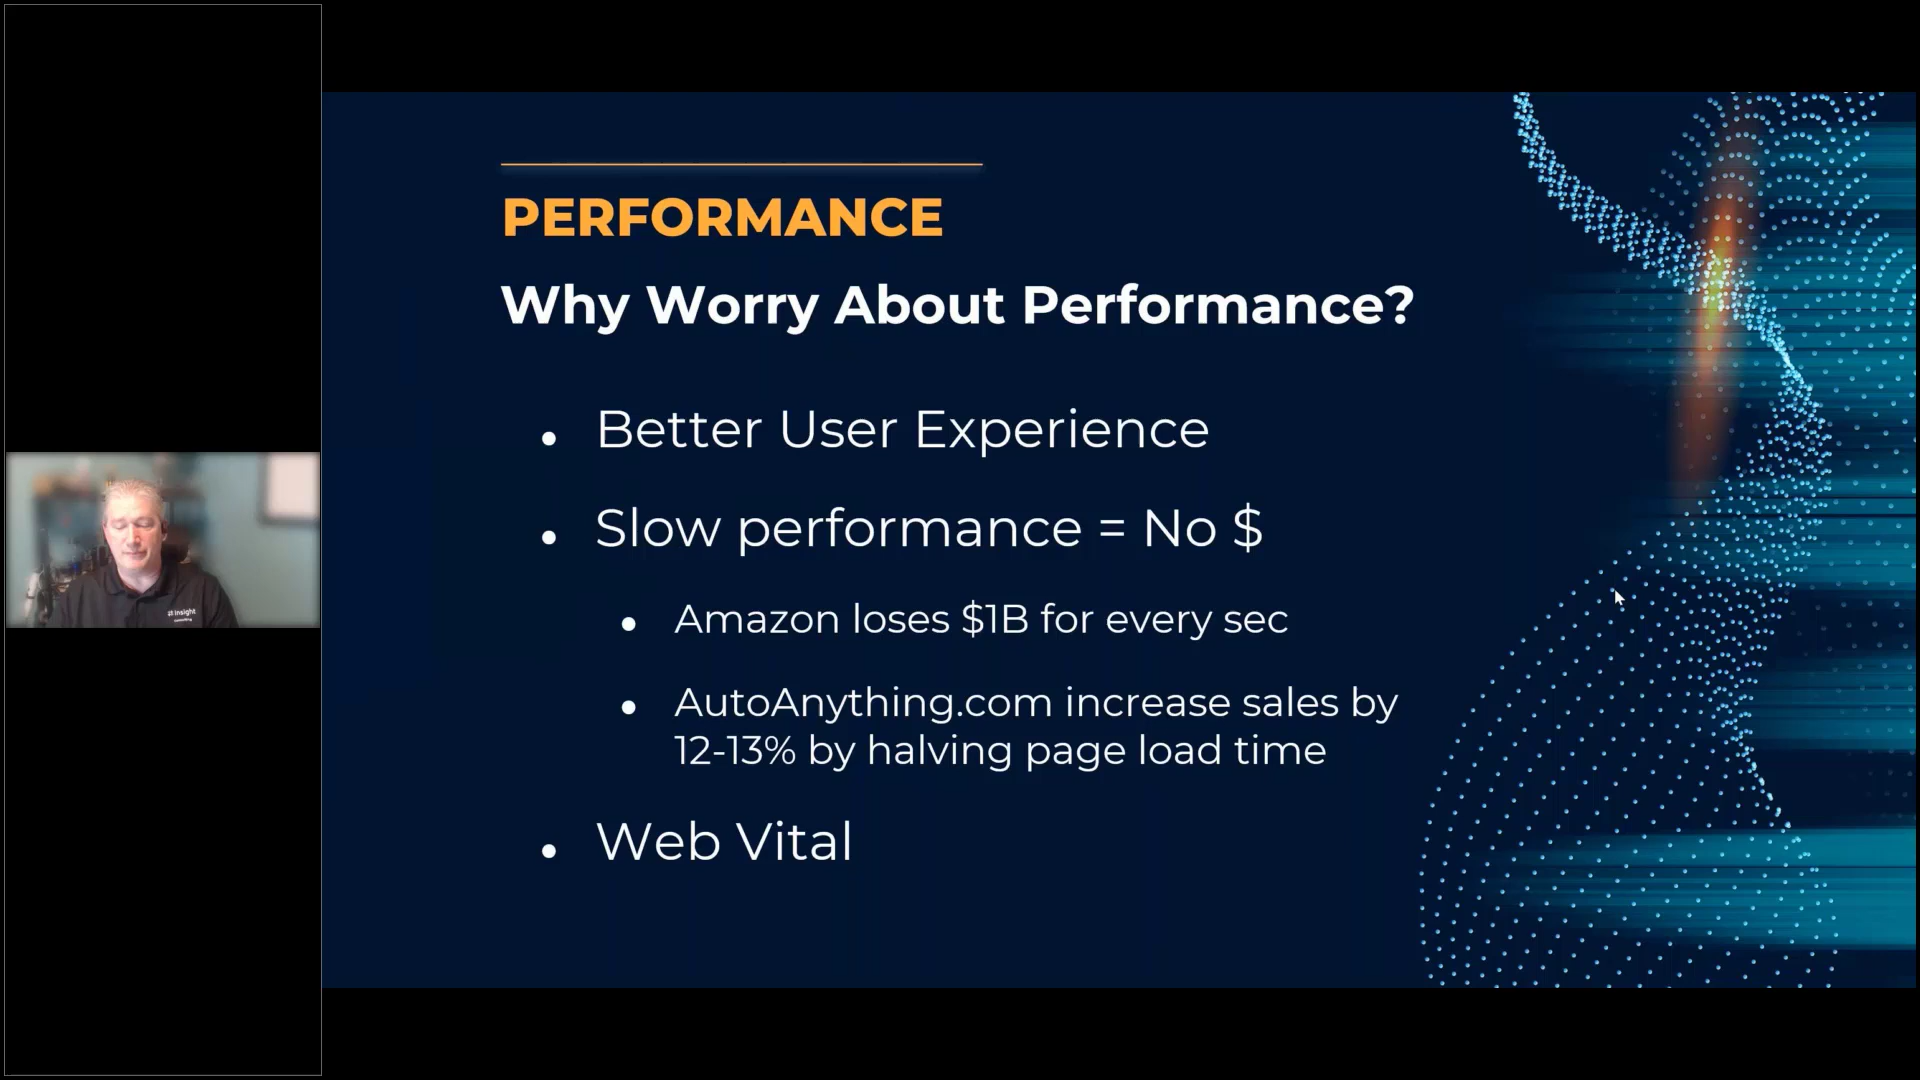 PERFORMANCE
Why Worry About Performance?
• Better User Experience
• Slow performance = No $
• Amazon loses $1B for every sec
• AutoAnything.com increase sales by
12-13% by halving page load time
• Web Vital
insight